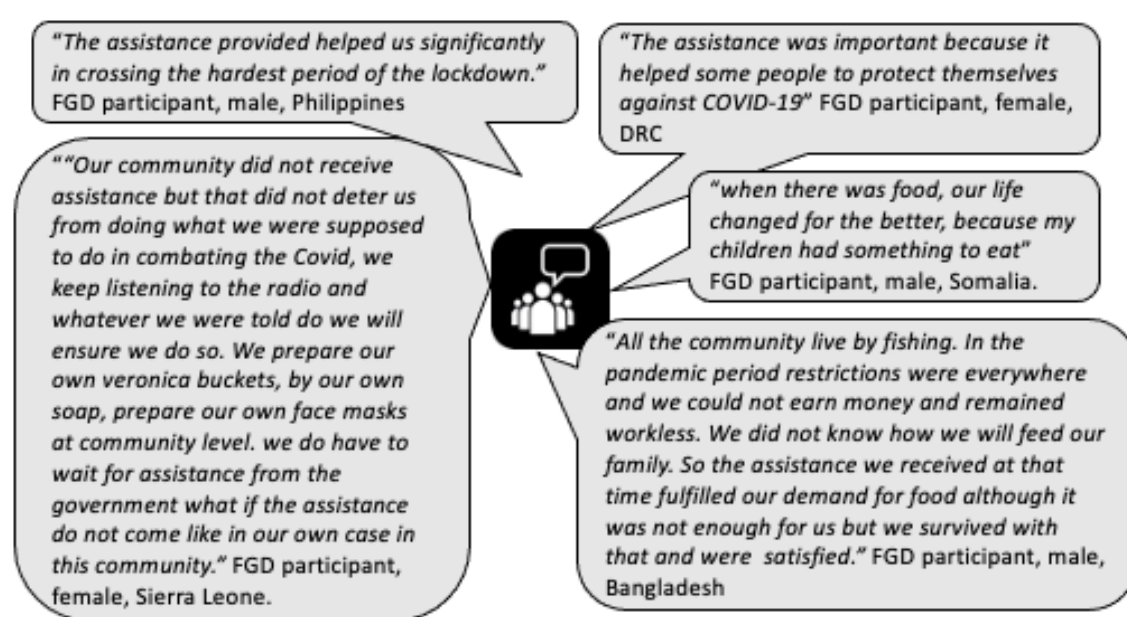 “The assistance provided helped us significantly
in crossing the hardest period of the lockdown.”
FGD participant, male, Philippines
“The assistance was important because it
helped some people to protect themselves
against COVID-19” FGD participant, female,
DRC
““Our community did not receive
assistance but that did not deter us
from doing what we were supposed
to do in combating the Covid, we
keep listening to the radio and
whatever we were told do we will
ensure we do so. We prepare our
own veronica buckets, by our own
soap, prepare our own face masks
at community level. we do have to
wait for assistance from the
government what if the assistance
do not come like in our own case in
this community.” FGD participant,
female, Sierra Leone.
“when there was food, our life
changed for the better, because my
children had something to eat”
FGD participant, male, Somalia.
“All the community live by fishing. In the
pandemic period restrictions were everywhere
and we could not earn money and remained
workless. We did not know how we will feed our
family. So the assistance we received at that
time fulfilled our demand for food although it
was not enough for us but we survived with
that and were  satisfied.” FGD participant, male,
Bangladesh